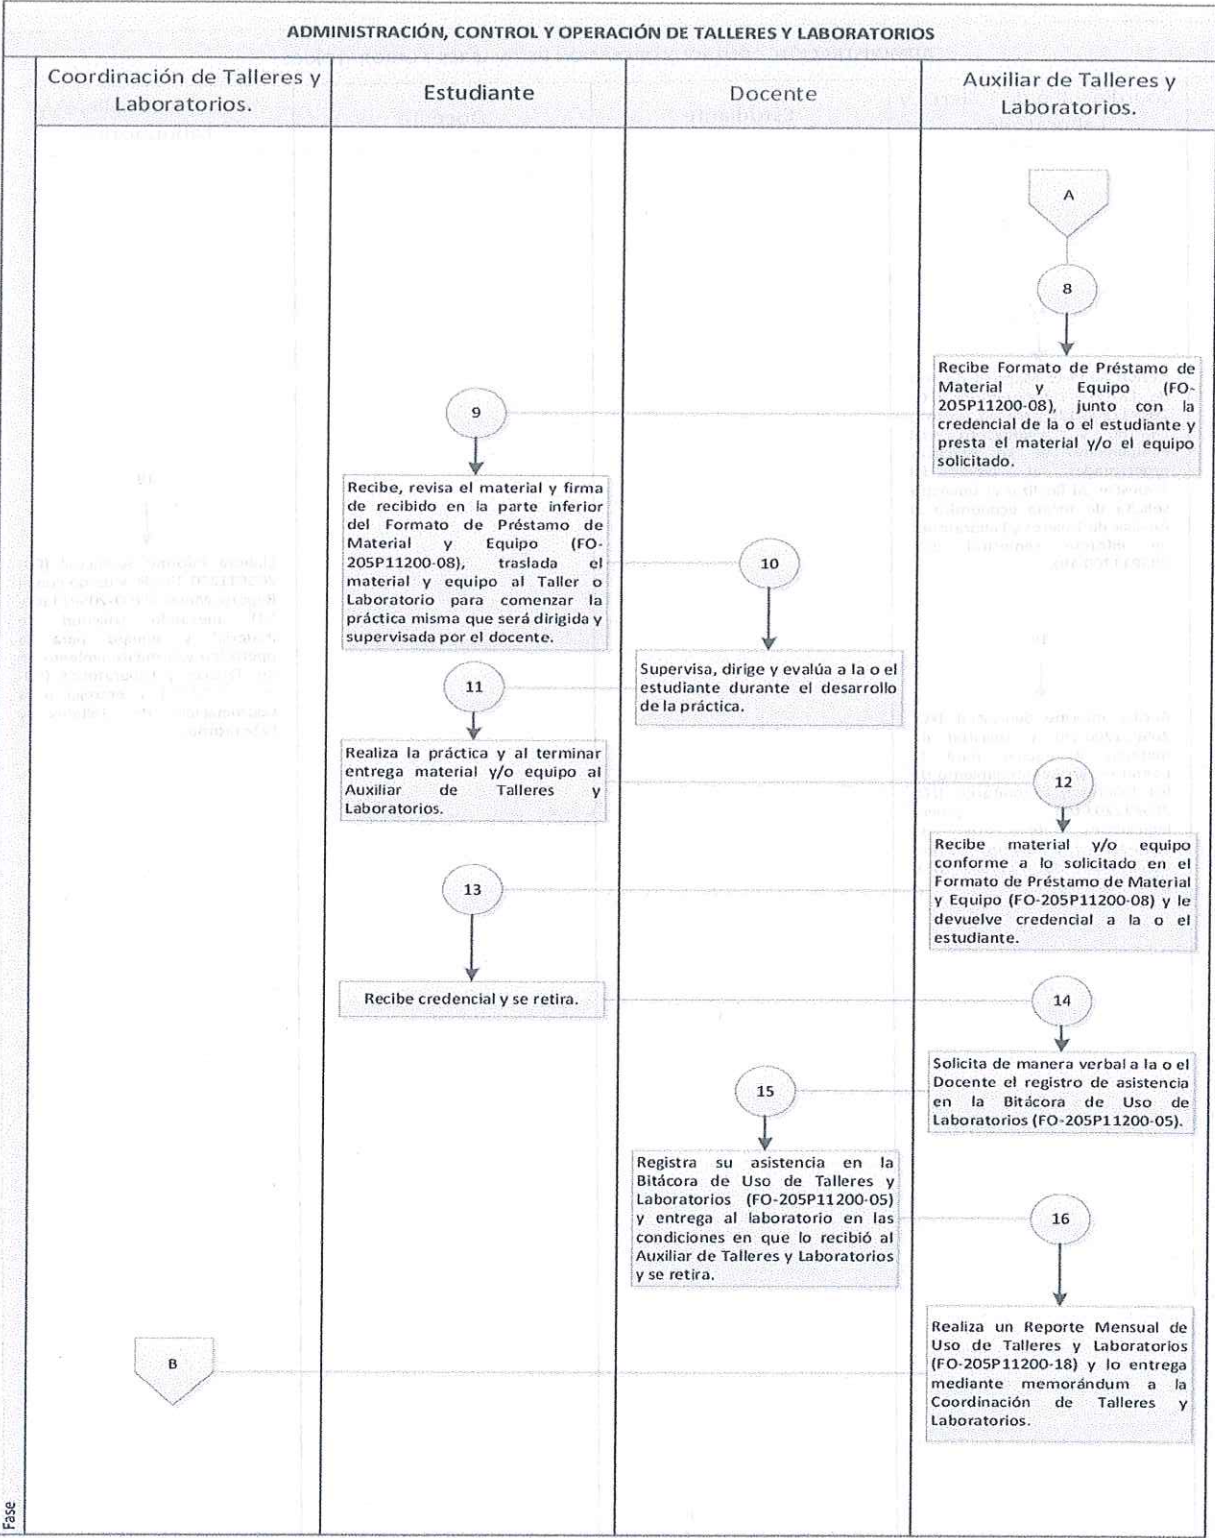 ADMINISTRACIÓN, CONTROL Y OPERACIÓN DE TALLERES Y LABORATORIOS
Coordinación de Talleres y
Laboratorios.
Estudiante
Docente
Auxiliar de Talleres y
Laboratorios.
A
8
Recibe Formato de Préstamo de
Material y Equipo (FO-
205P11200-08), junto con la
credencial de la o el estudiante y
presta el material y/o el equipo
solicitado.
9
Recibe, revisa el material y firma
de recibido en la parte inferior
del Formato de Préstamo de
Material y Equipo (FO-
205P11200-08), traslada el
material y equipo al Taller o
Laboratorio para comenzar la
práctica misma que será dirigida y
supervisada por el docente.
10
Supervisa, dirige y evalúa a la o el
estudiante durante el desarrollo
de la práctica.
11
Realiza la práctica y al terminar
entrega material y/o equipo al
Auxiliar de Talleres y
Laboratorios.
12
Recibe material y/o equipo
conforme a lo solicitado en el
Formato de Préstamo de Material
y Equipo (FO-205P11200-08) y le
devuelve credencial a la o el
estudiante.
13
Recibe credencial y se retira.
14
Solicita de manera verbal a la o el
Docente el registro de asistencia
en la Bitácora de Uso de
Laboratorios (FO-205P11200-05).
15
Registra su asistencia en la
Bitácora de Uso de Talleres y
Laboratorios (FO-205P11200-05)
y entrega al laboratorio en las
condiciones en que lo recibió al
Auxiliar de Talleres y Laboratorios
y se retira.
16
Realiza un Reporte Mensual de
Uso de Talleres y Laboratorios
(FO-205P11200-18) y lo entrega
mediante memorándum a la
Coordinación de Talleres y
Laboratorios.
B
Fase